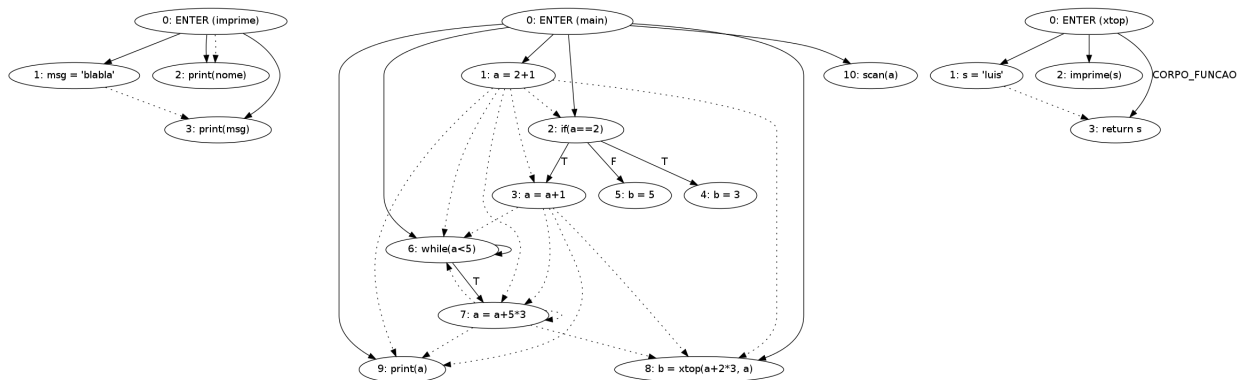 0: ENTER (imprime)
1: msg = 'blabla'
2: print(nome)
3: print(msg)
0: ENTER (main)
1: a = 2+1
10: scan(a)
2: if(a==2)
T
F
T
3: a = a+1
5: b = 5
4: b = 3
6: while(a<5)
T
7: a = a+5*3
9: print(a)
8: b = xtop(a+2*3, a)
0: ENTER (xtop)
1: s = 'luis'
2: imprime(s)
CORPO_FUNCAO
3: return s